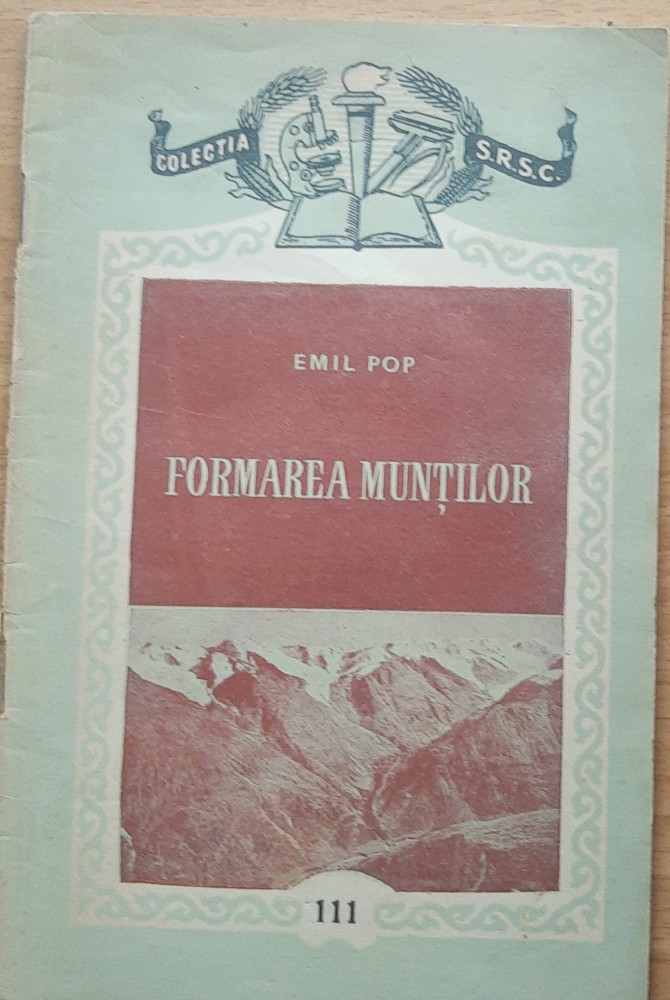 COLECȚIA S.R.S.C.
EMIL POP
FORMAREA MUNȚILOR
111